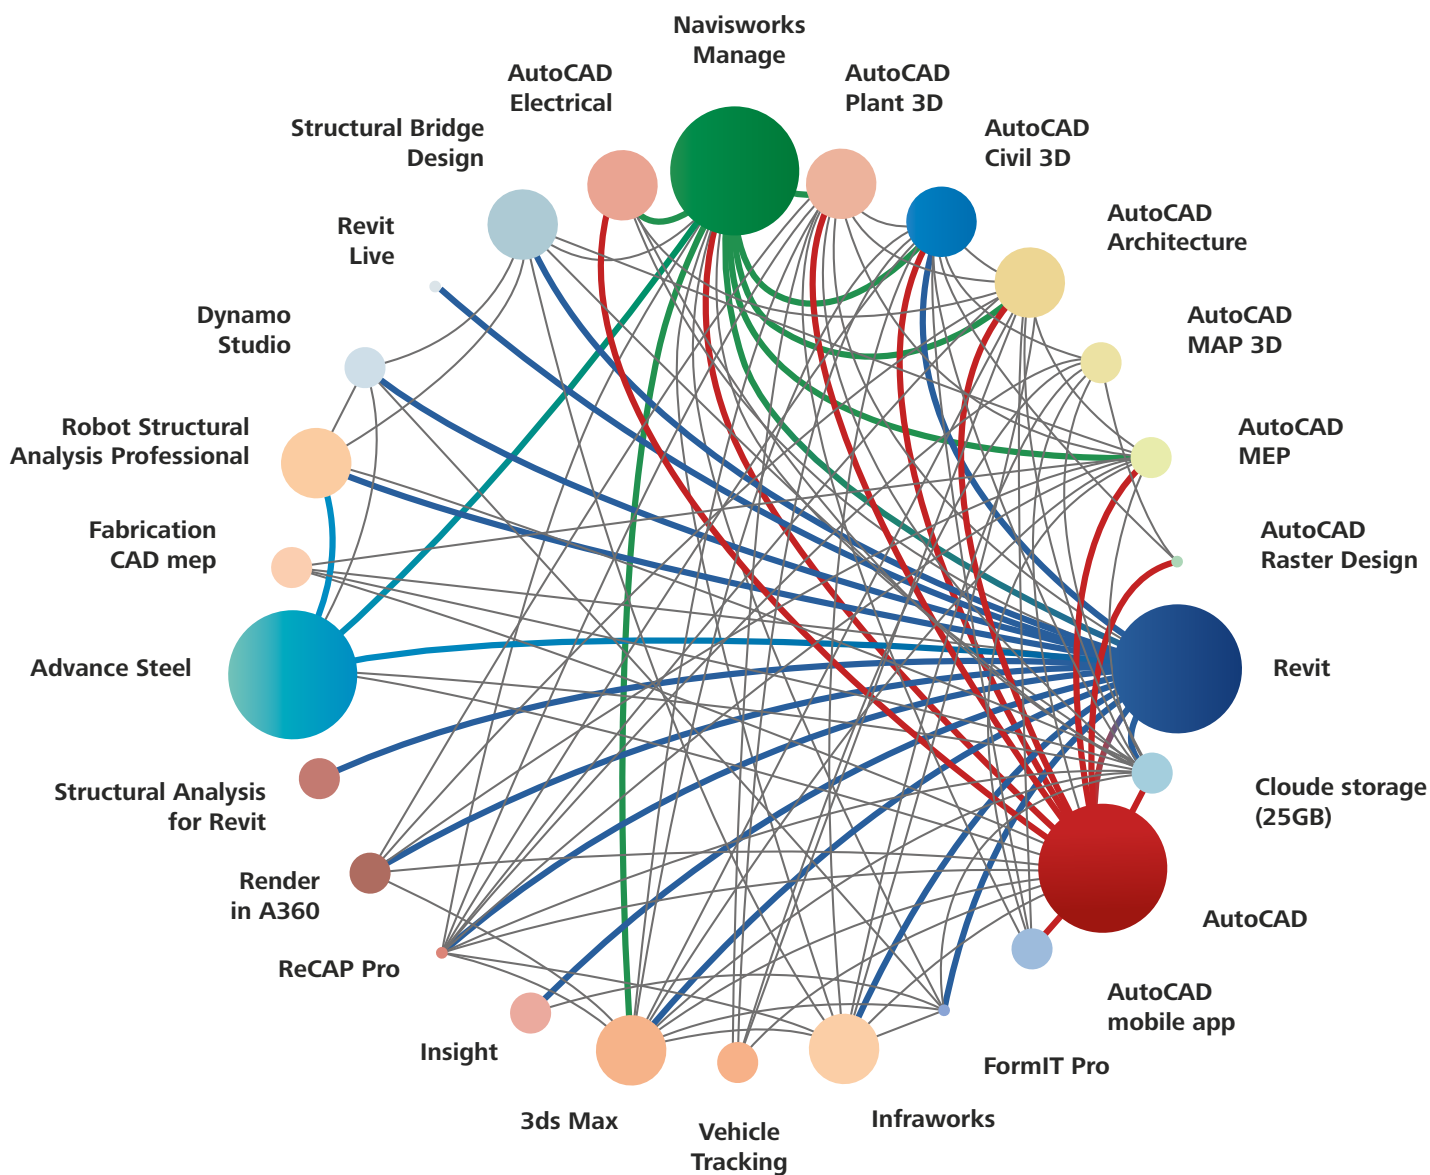 Navisworks
Manage
AutoCAD
Electrical
AutoCAD
Plant 3D
Structural Bridge
Design
AutoCAD
Civil 3D
Revit
Live
AutoCAD
Architecture
Dynamo
Studio
AutoCAD
MAP 3D
Robot Structural
Analysis Professional
AutoCAD
MEP
Fabrication
CAD mep
AutoCAD
Raster Design
Advance Steel
Revit
Structural Analysis
for Revit
Cloude storage
(25GB)
Render
in A360
AutoCAD
ReCAP Pro
AutoCAD
mobile app
Insight
FormIT Pro
3ds Max
Infraworks
Vehicle
Tracking